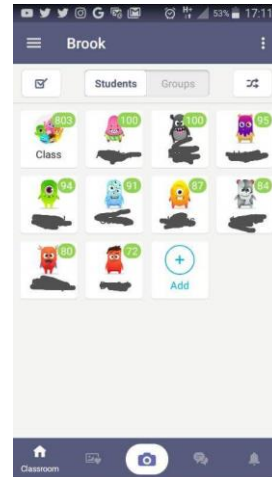 53% 17:11
Brook
Students Groups
803 100 100 95
Class
94 91 87 84
80 72
+
Add
Classroom